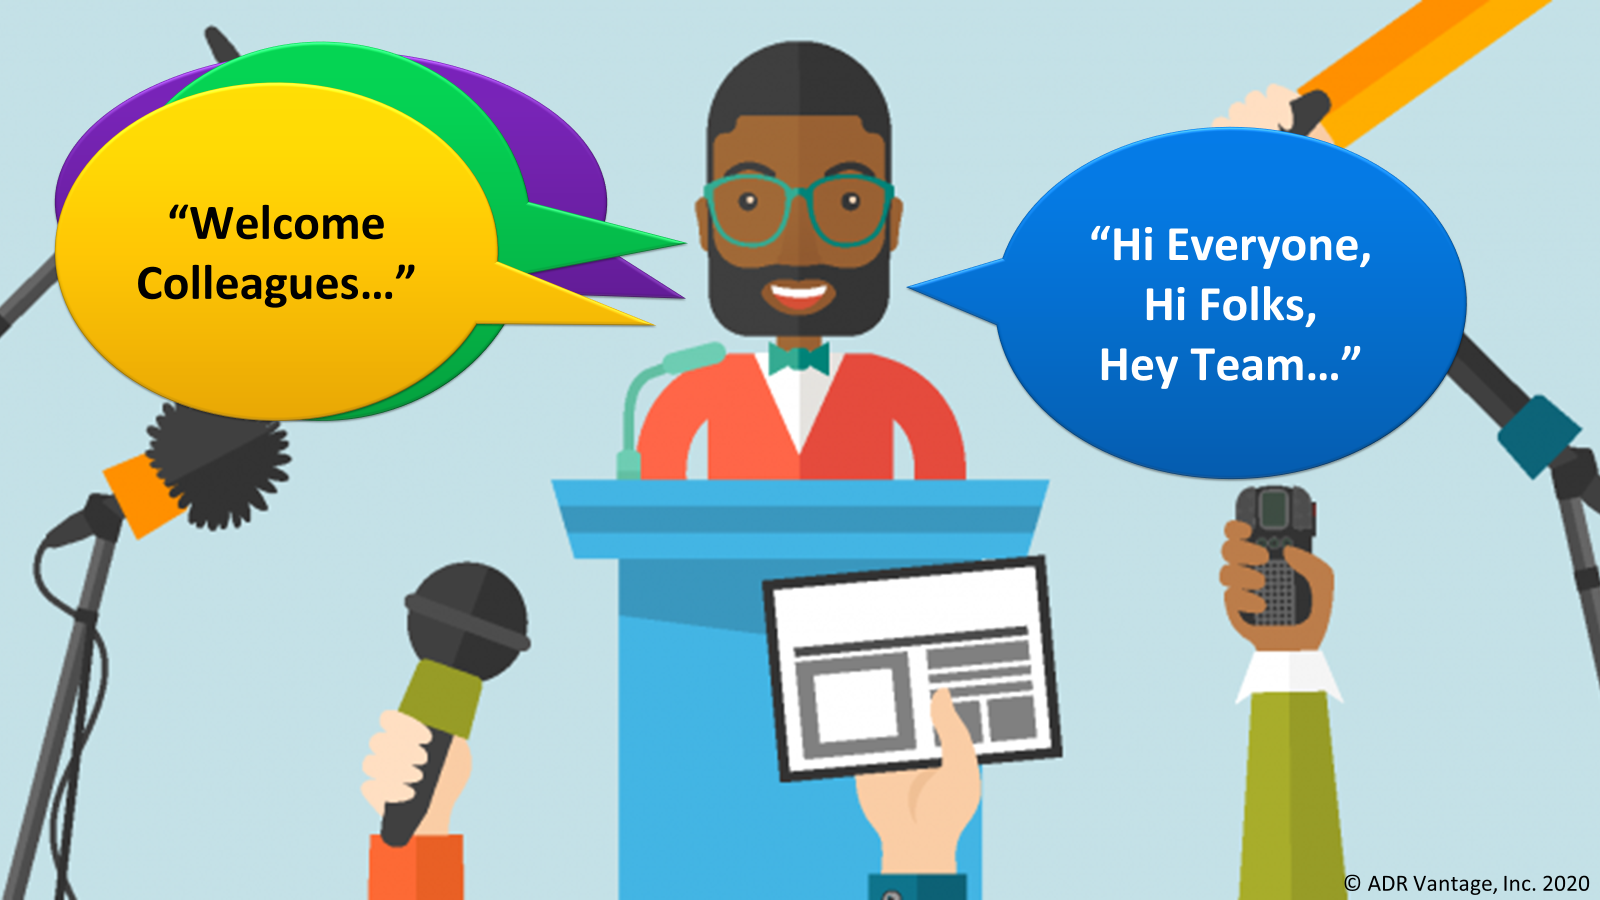 “Welcome
Colleagues...”
“Hi Everyone,
Hi Folks,
Hey Team...”
© ADR Vantage, Inc. 2020